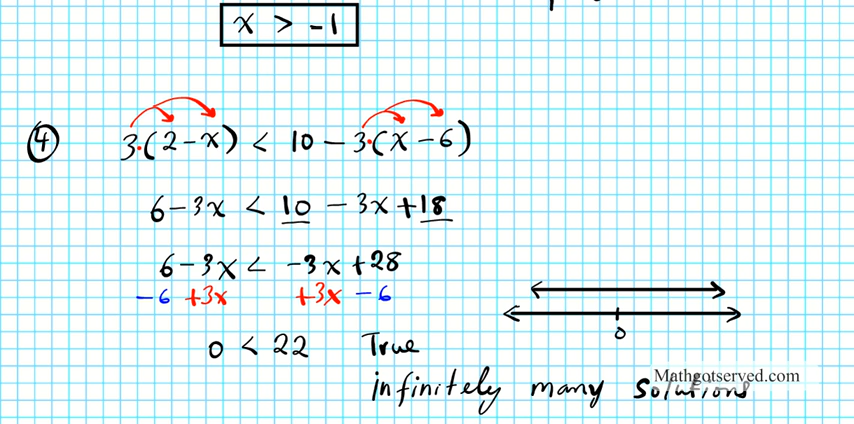 x > -1
④ 3·(2-x) < 10 - 3·(x-6)
6-3x < 10 - 3x +18
6-3x < -3x +28
-6 +3x +3x -6
0 < 22 True
0
infinitely many solutions
Mathgotserved.com